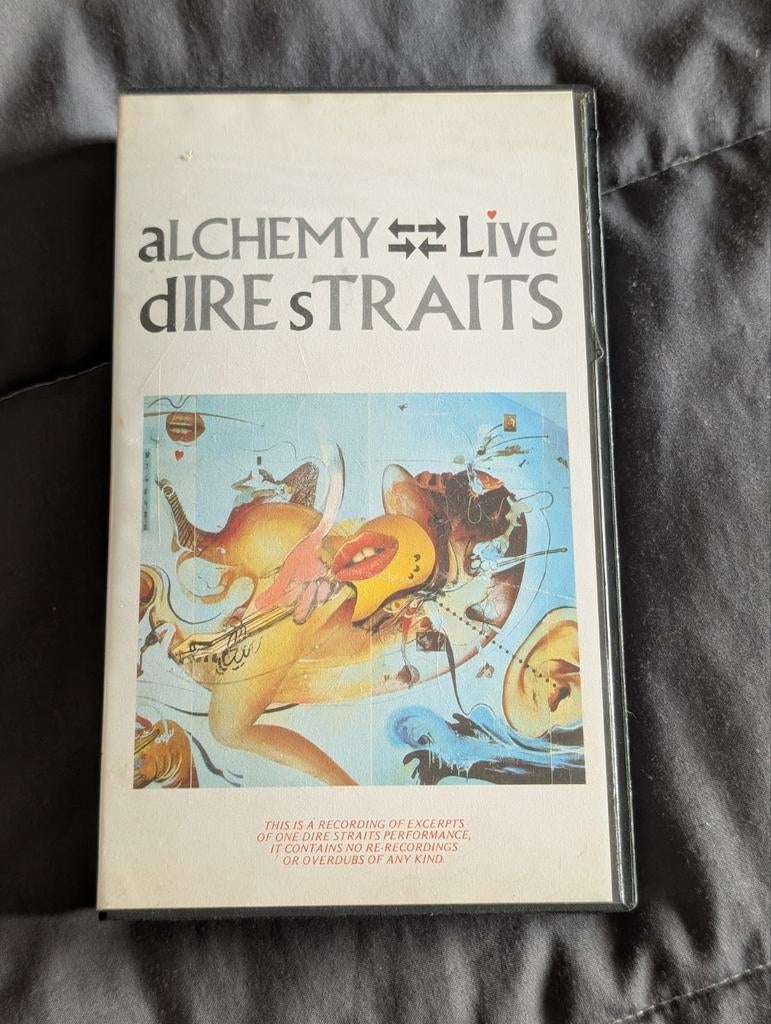 aLCHEMY Live
dIRE sTRAITS
THIS IS A RECORDING OF EXCERPTS
OF ONE DIRE STRAITS PERFORMANCE,
IT CONTAINS NO RE-RECORDINGS
OR OVERDUBS OF ANY KIND.